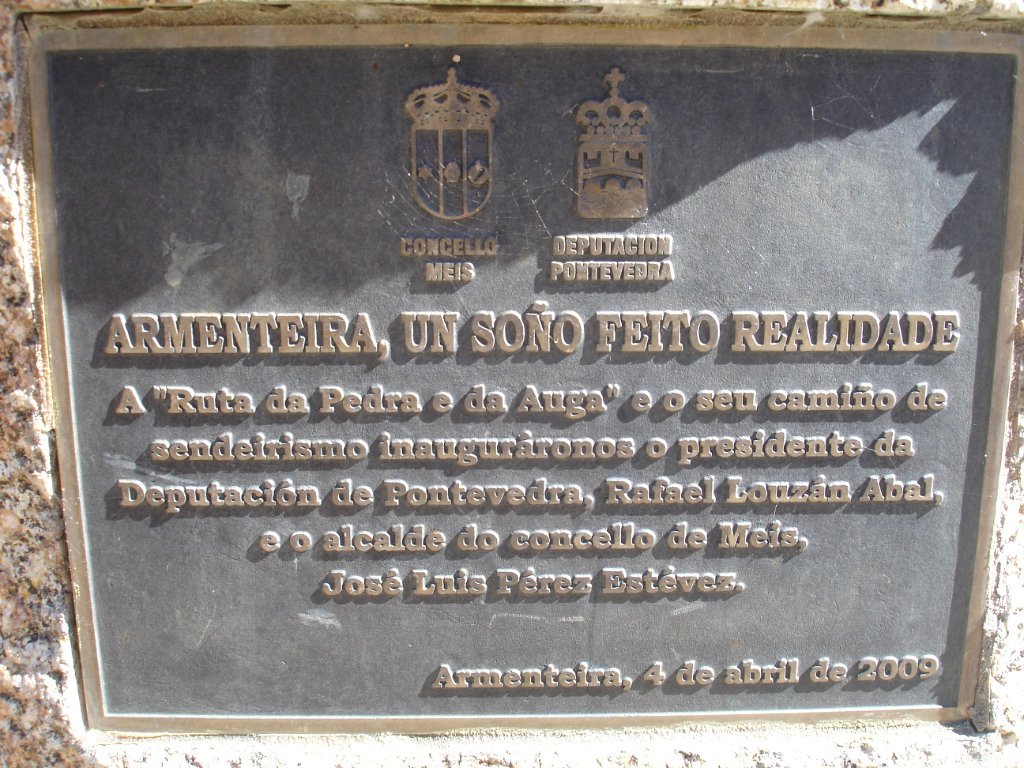 CONCELLO
MEIS
DEPUTACION
PONTEVEDRA
ARMENTEIRA, UN SOÑO FEITO REALIDADE
A "Ruta da Pedra e da Auga" e o seu camiño de
sendeirismo inauguráronos o presidente da
Deputación de Pontevedra, Rafael Louzán Abal,
e o alcalde do concello de Meis,
José Luis Pérez Estévez.
Armenteira, 4 de abril de 2009